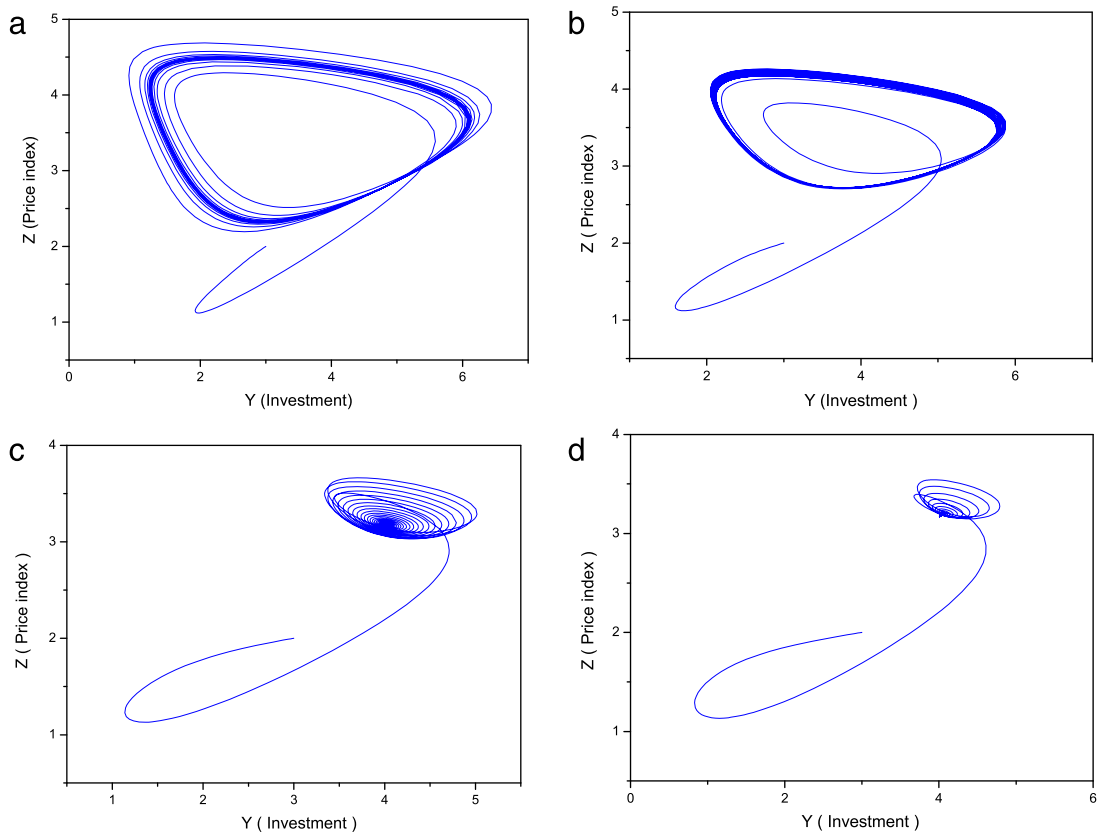 a
5
4
3
2
1
0
2
4
6
Z (Price index)
Y (Investment)
b
5
4
3
2
1
2
4
6
Z ( Price index )
Y (Investment )
c
4
3
2
1
1
2
3
4
5
Z ( Price index )
Y ( Investment )
d
4
3
2
1
0
2
4
6
Z ( Price index )
Y ( Investment )